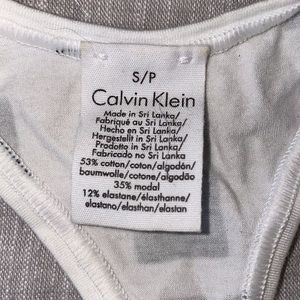 S/P
Calvin Klein
Made in Sri Lanka/
Fabriqué au Sri Lanka/
Hecho en Sri Lanka/
Hergestellt in Sri Lanka/
Prodotto in Sri Lanka/
Fabricado no Sri Lanka
53% cotton/coton/algodón/
baumwolle/cotone/algodão
35% modal
12% elastane/élasthanne/
elastano/elasthan/elastan